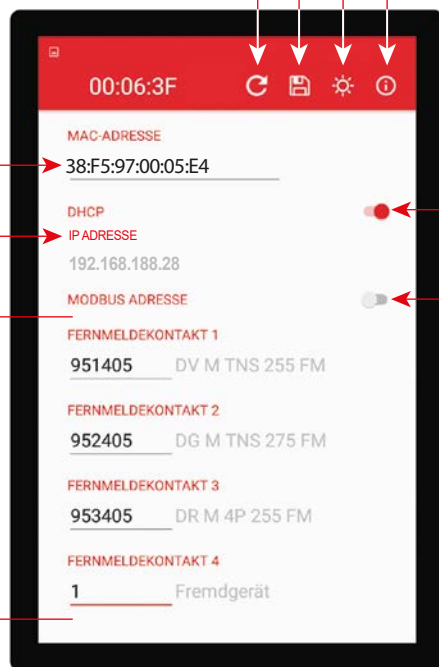 00:06:3F
MAC-ADRESSE
38:F5:97:00:05:E4
DHCP
IP ADRESSE
192.168.188.28
MODBUS ADRESSE
FERNMELDEKONTAKT 1
951405 DV M TNS 255 FM
FERNMELDEKONTAKT 2
952405 DG M TNS 275 FM
FERNMELDEKONTAKT 3
953405 DR M 4P 255 FM
FERNMELDEKONTAKT 4
1 Fremdgerät